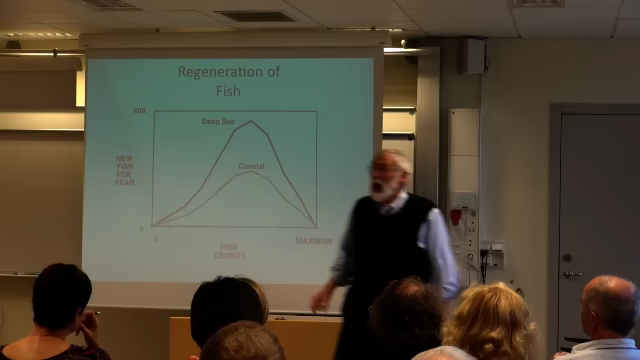 Regeneration of
Fish
600
Deep Sea
Coastal
NEW
FISH
PER
YEAR
0
0
MAXIMUM
FISH
DENSITY